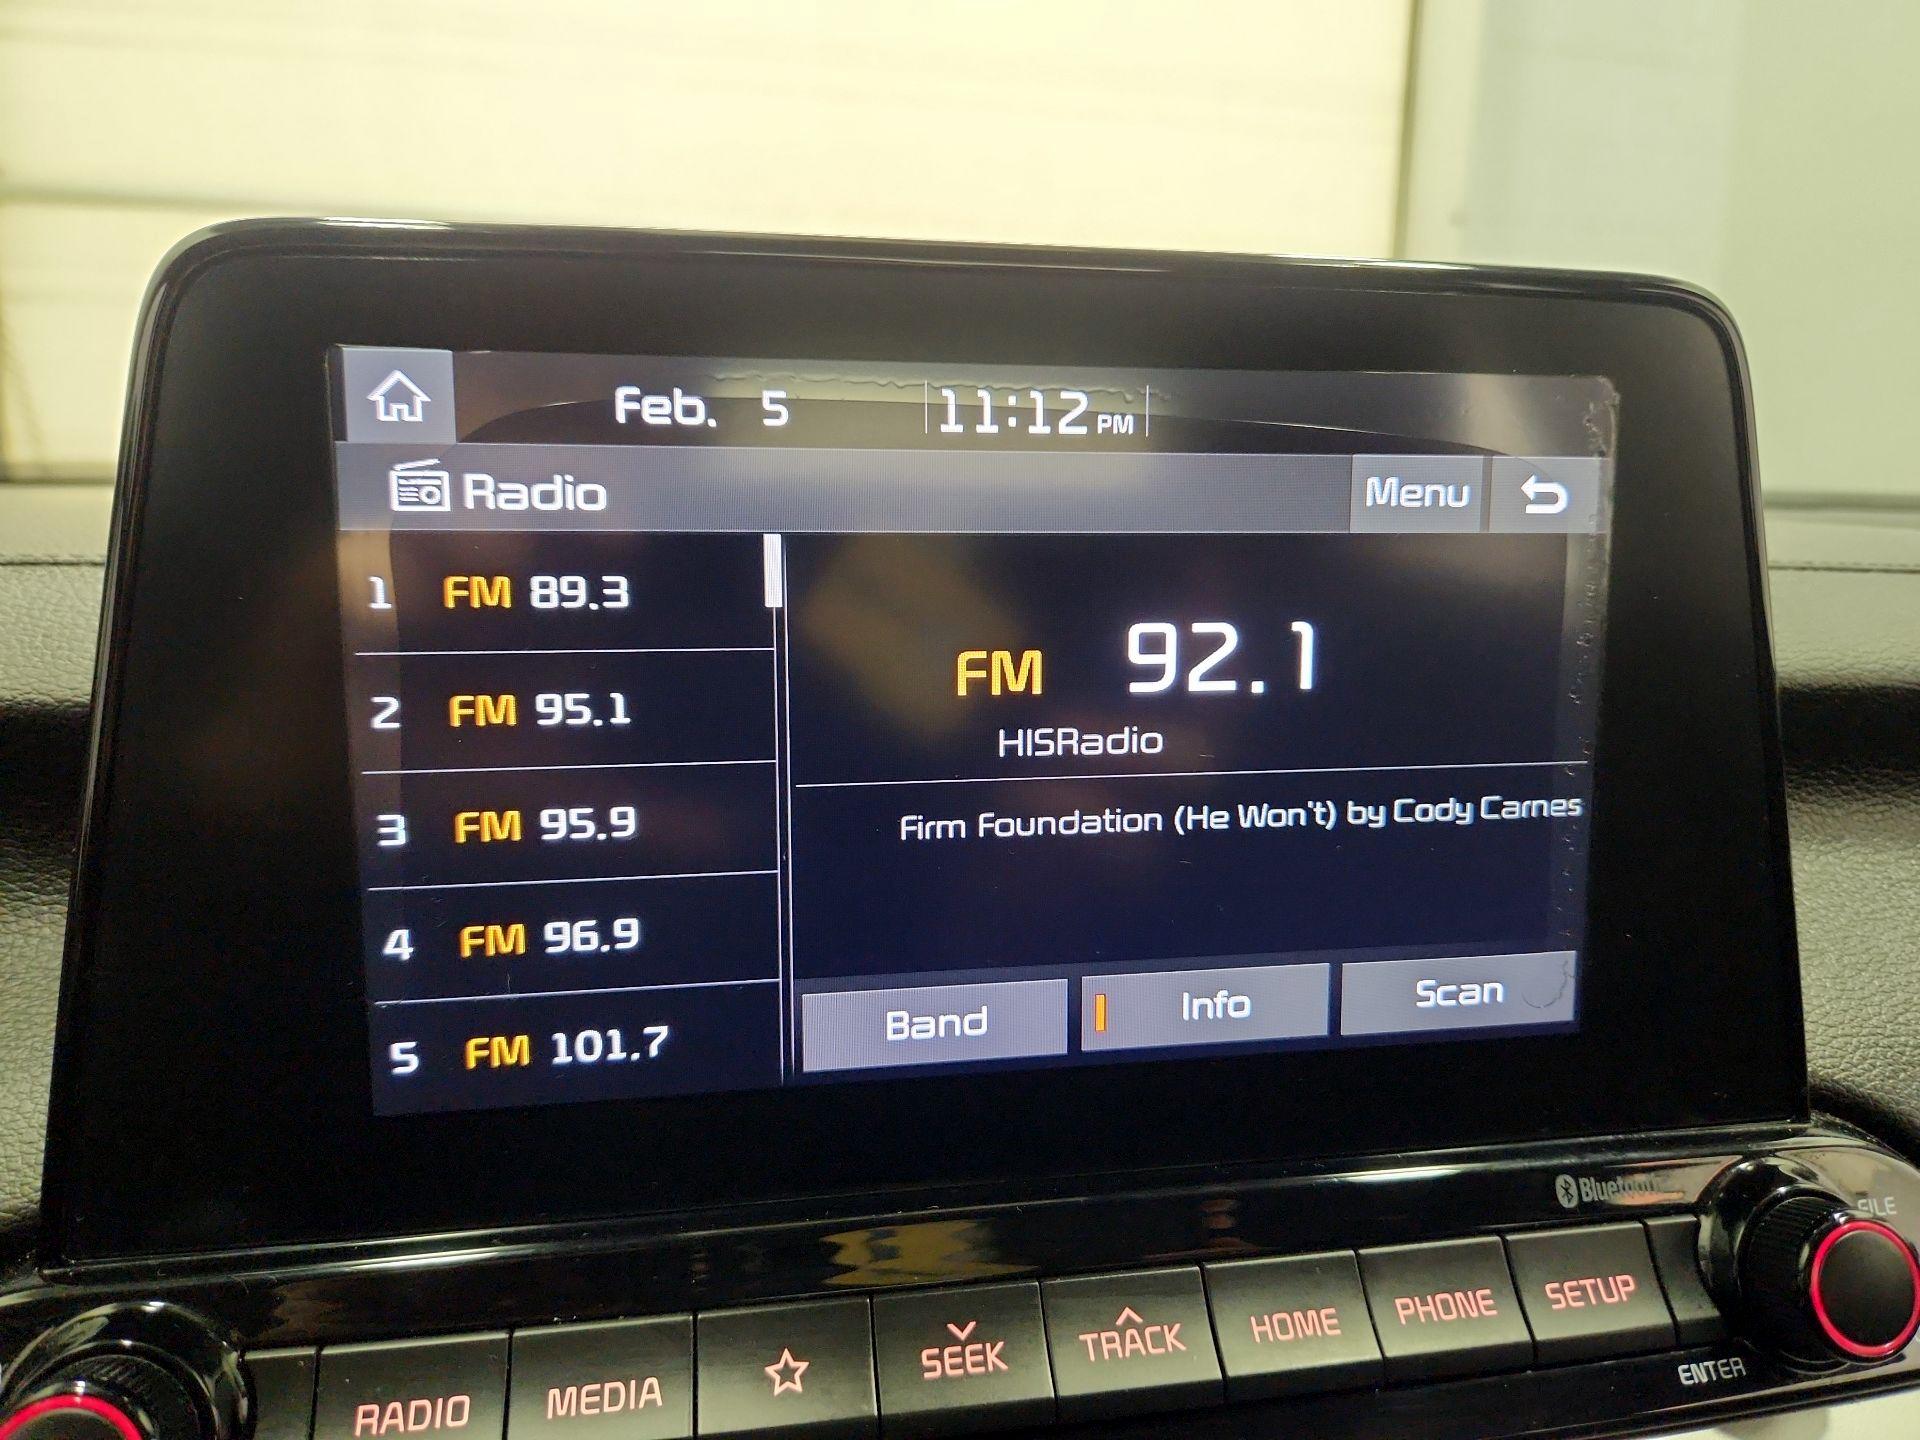 Feb. 5 11:12 PM
Radio Menu
1 FM 89.3
2 FM 95.1
3 FM 95.9
4 FM 96.9
5 FM 101.7
FM 92.1
HISRadio
Firm Foundation (He Won't) by Cody Carnes
Band Info Scan
Bluetooth
FILE
RADIO MEDIA SEEK TRACK HOME PHONE SETUP
ENTER